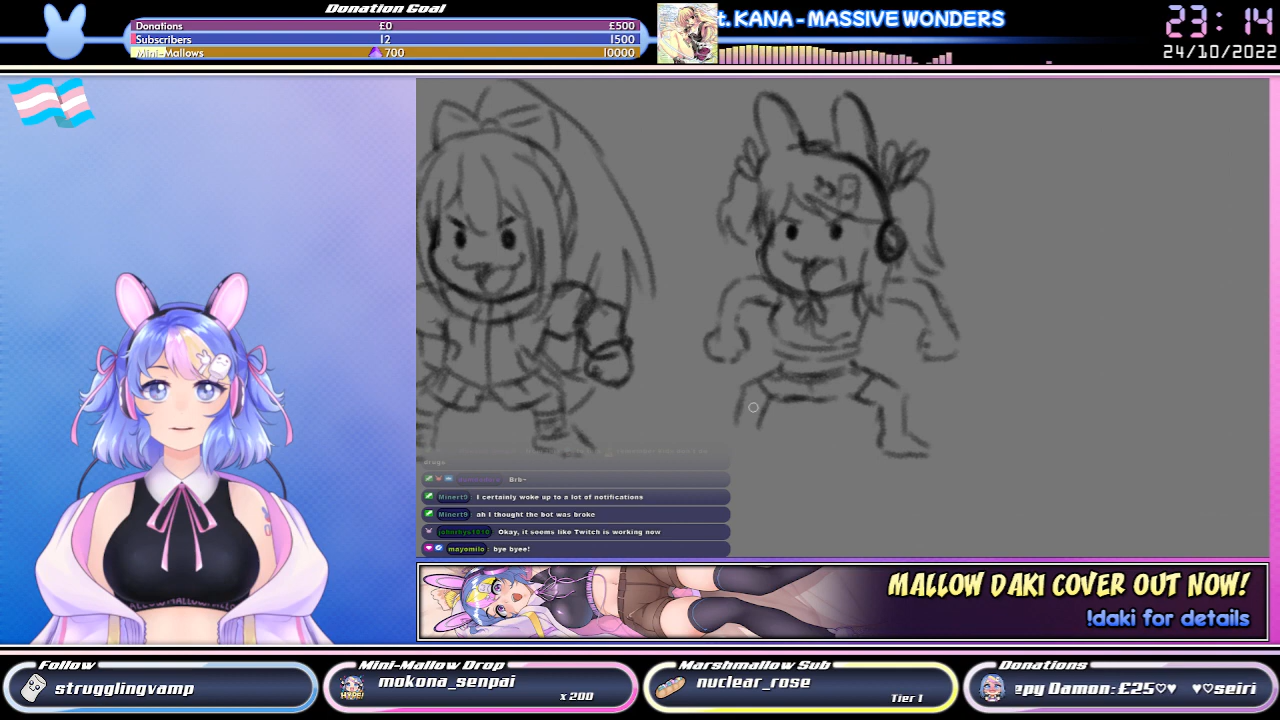 Donation Goal
Donations £0 £500
Subscribers 12 1500
Mini-Mallows 700 10000
t. KANA - MASSIVE WONDERS
23:14
24/10/2022
drugs
Brb~
Minert9: I certainly woke up to a lot of notifications
Minert9: ah I thought the bot was broke
Okay, it seems like Twitch is working now
mayomilo: bye byee!
MALLOW DAKI COVER OUT NOW!
!daki for details
Follow
strugglingvamp
Mini-Mallow Drop
mokona_senpai
x 200
Marshmallow Sub
nuclear_rose
Tier 1
Donations
epy Damon: £25♡♥ ♥♡seiri